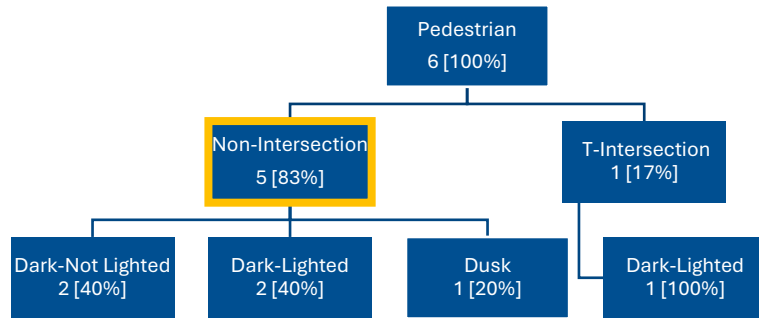 Pedestrian
6 [100%]
Non-Intersection
5 [83%]
T-Intersection
1 [17%]
Dark-Not Lighted
2 [40%]
Dark-Lighted
2 [40%]
Dusk
1 [20%]
Dark-Lighted
1 [100%]